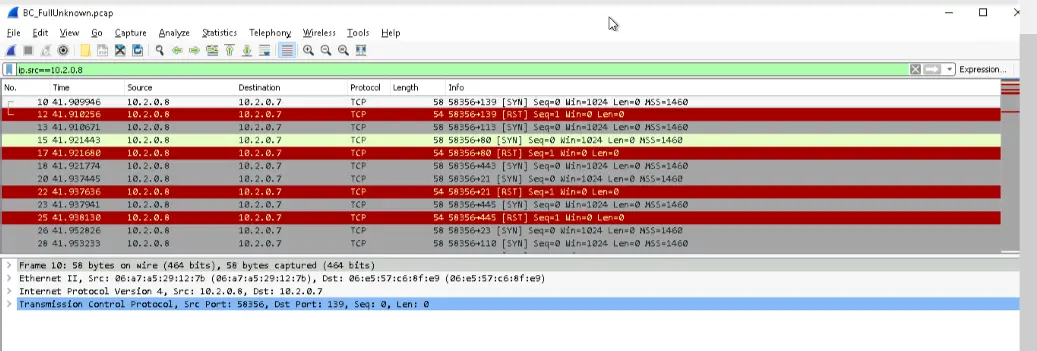 BC_FullUnknown.pcap
File Edit View Go Capture Analyze Statistics Telephony Wireless Tools Help
ip.src==10.2.0.8 Expression...
No. Time Source Destination Protocol Length Info
10 41.909946 10.2.0.8 10.2.0.7 TCP 58 58356→139 [SYN] Seq=0 Win=1024 Len=0 MSS=1460
12 41.910256 10.2.0.8 10.2.0.7 TCP 54 58356→139 [RST] Seq=1 Win=0 Len=0
13 41.910671 10.2.0.8 10.2.0.7 TCP 58 58356→113 [SYN] Seq=0 Win=1024 Len=0 MSS=1460
15 41.921443 10.2.0.8 10.2.0.7 TCP 58 58356→80 [SYN] Seq=0 Win=1024 Len=0 MSS=1460
17 41.921680 10.2.0.8 10.2.0.7 TCP 54 58356→80 [RST] Seq=1 Win=0 Len=0
18 41.921774 10.2.0.8 10.2.0.7 TCP 58 58356→443 [SYN] Seq=0 Win=1024 Len=0 MSS=1460
20 41.937445 10.2.0.8 10.2.0.7 TCP 58 58356→21 [SYN] Seq=0 Win=1024 Len=0 MSS=1460
22 41.937636 10.2.0.8 10.2.0.7 TCP 54 58356→21 [RST] Seq=1 Win=0 Len=0
23 41.937941 10.2.0.8 10.2.0.7 TCP 58 58356→445 [SYN] Seq=0 Win=1024 Len=0 MSS=1460
25 41.938130 10.2.0.8 10.2.0.7 TCP 54 58356→445 [RST] Seq=1 Win=0 Len=0
26 41.952826 10.2.0.8 10.2.0.7 TCP 58 58356→23 [SYN] Seq=0 Win=1024 Len=0 MSS=1460
28 41.953233 10.2.0.8 10.2.0.7 TCP 58 58356→110 [SYN] Seq=0 Win=1024 Len=0 MSS=1460
Frame 10: 58 bytes on wire (464 bits), 58 bytes captured (464 bits)
Ethernet II, Src: 06:a7:a5:29:12:7b (06:a7:a5:29:12:7b), Dst: 06:e5:57:c6:8f:e9 (06:e5:57:c6:8f:e9)
Internet Protocol Version 4, Src: 10.2.0.8, Dst: 10.2.0.7
Transmission Control Protocol, Src Port: 58356, Dst Port: 139, Seq: 0, Len: 0